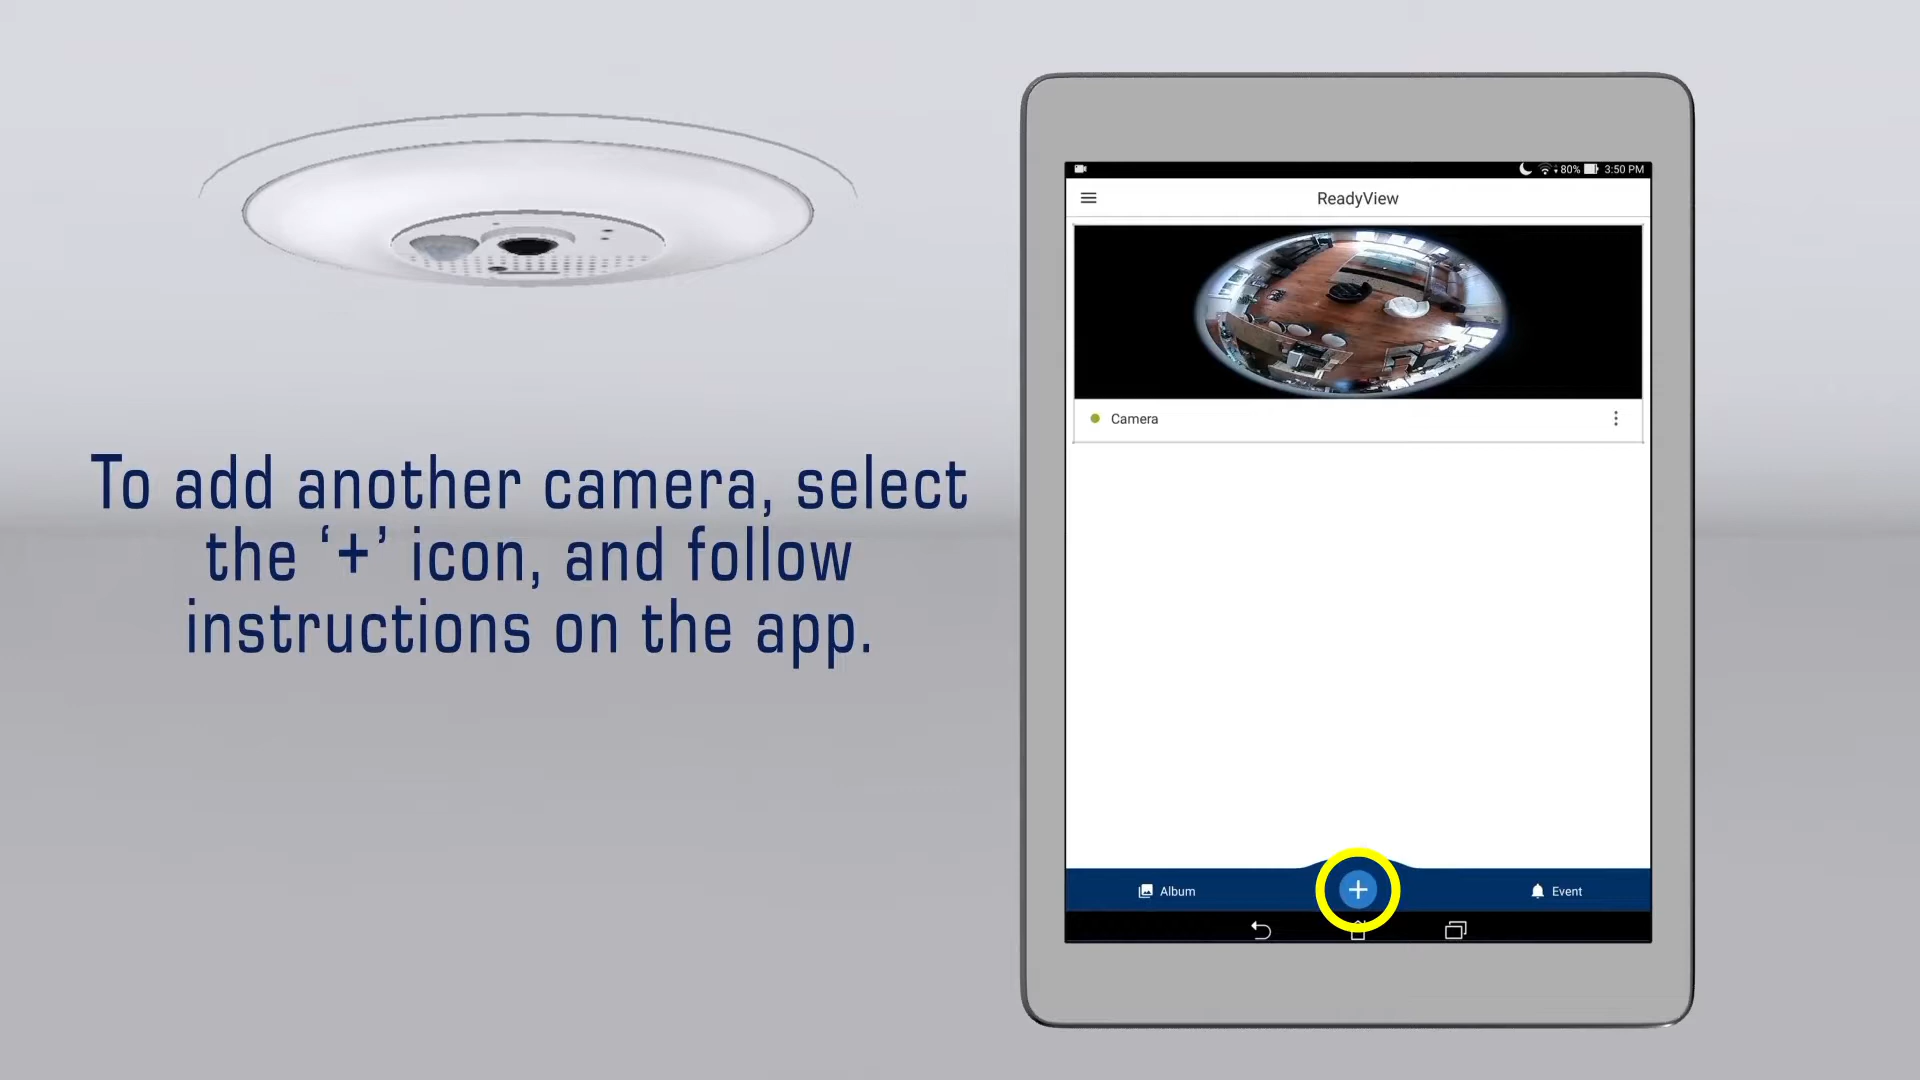 To add another camera, select
the ‘+’ icon, and follow
instructions on the app.
80% 3:50 PM
ReadyView
Camera
Album
Event